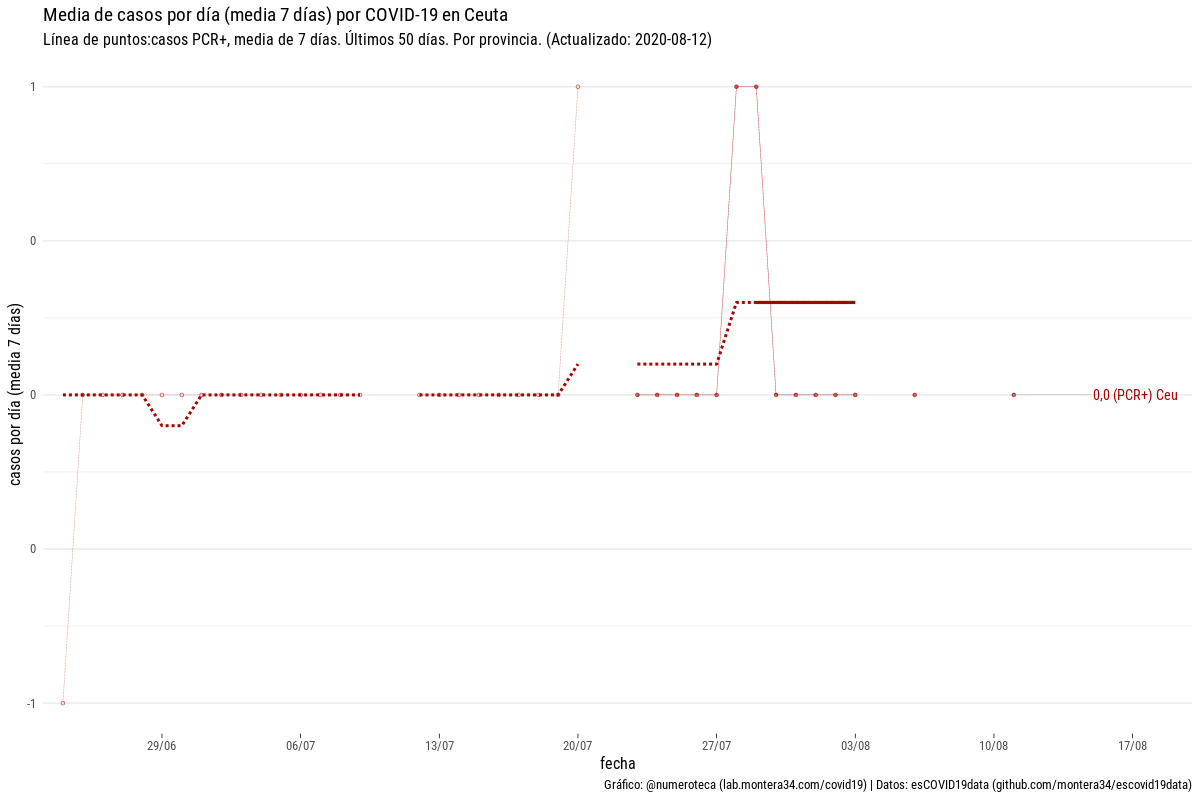 Media de casos por día (media 7 días) por COVID-19 en Ceuta
Línea de puntos:casos PCR+, media de 7 días. Últimos 50 días. Por provincia. (Actualizado: 2020-08-12)
casos por día (media 7 días)
1
0
0
0
-1
0,0 (PCR+) Ceu
29/06 06/07 13/07 20/07 27/07 03/08 10/08 17/08
fecha
Gráfico: @numeroteca (lab.montera34.com/covid19) | Datos: esCOVID19data (github.com/montera34/escovid19data)